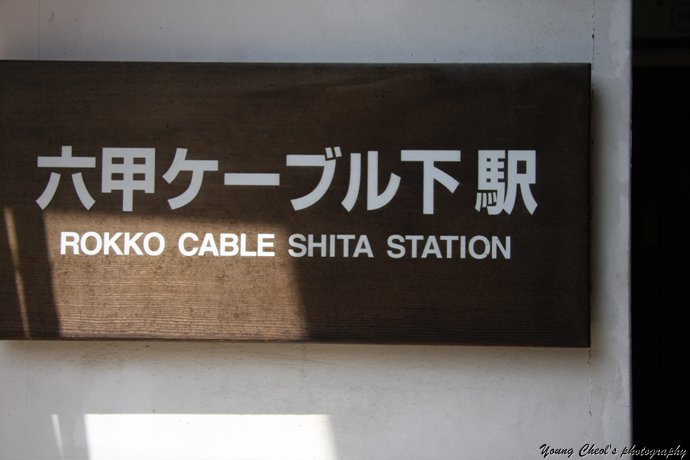 六甲ケーブル下駅
ROKKO CABLE SHITA STATION
Young Cheol's photography